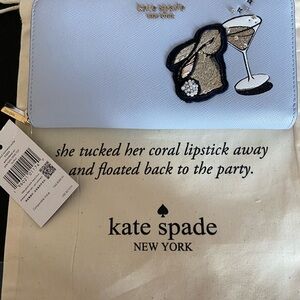 kate spade
NEW YORK
she tucked her coral lipstick away
and floated back to the party.
kate spade
NEW YORK